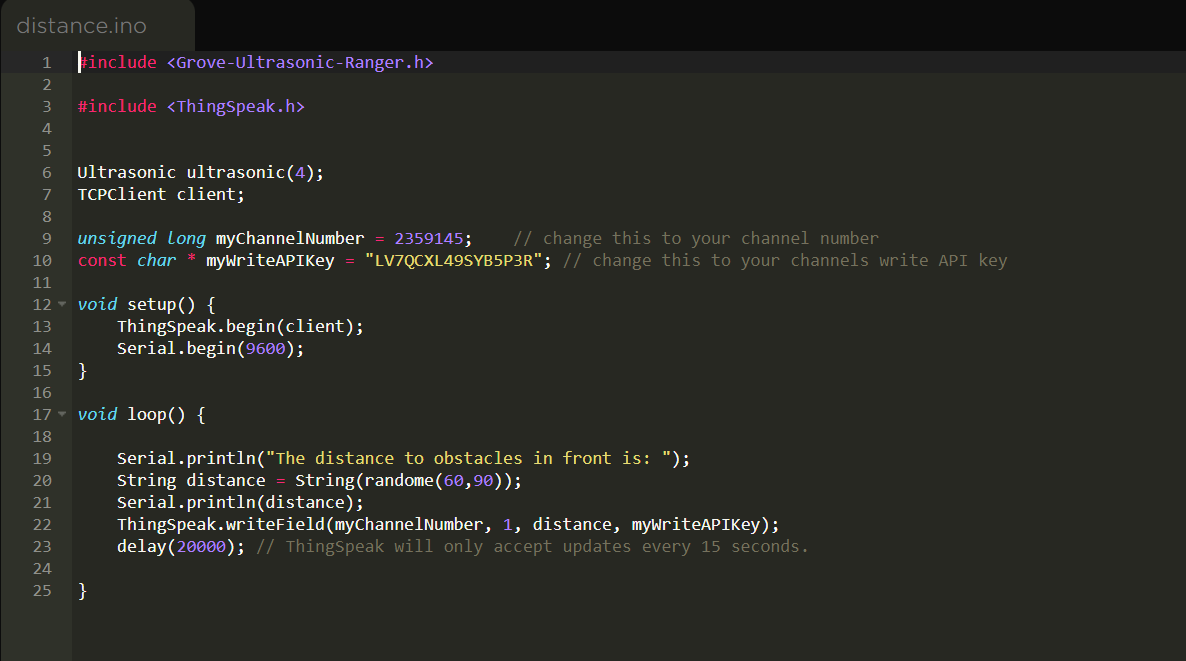 distance.ino
1 #include <Grove-Ultrasonic-Ranger.h>
2
3 #include <ThingSpeak.h>
4
5
6 Ultrasonic ultrasonic(4);
7 TCPClient client;
8
9 unsigned long myChannelNumber = 2359145;    // change this to your channel number
10 const char * myWriteAPIKey = "LV7QCXL49SYB5P3R"; // change this to your channels write API key
11
12 void setup() {
13     ThingSpeak.begin(client);
14     Serial.begin(9600);
15 }
16
17 void loop() {
18
19     Serial.println("The distance to obstacles in front is: ");
20     String distance = String(randome(60,90));
21     Serial.println(distance);
22     ThingSpeak.writeField(myChannelNumber, 1, distance, myWriteAPIKey);
23     delay(20000); // ThingSpeak will only accept updates every 15 seconds.
24
25 }